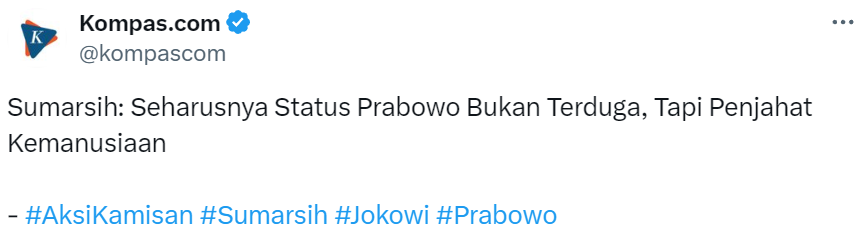 Kompas.com
@kompascom
Sumarsih: Seharusnya Status Prabowo Bukan Terduga, Tapi Penjahat
Kemanusiaan
- #AksiKamisan #Sumarsih #Jokowi #Prabowo